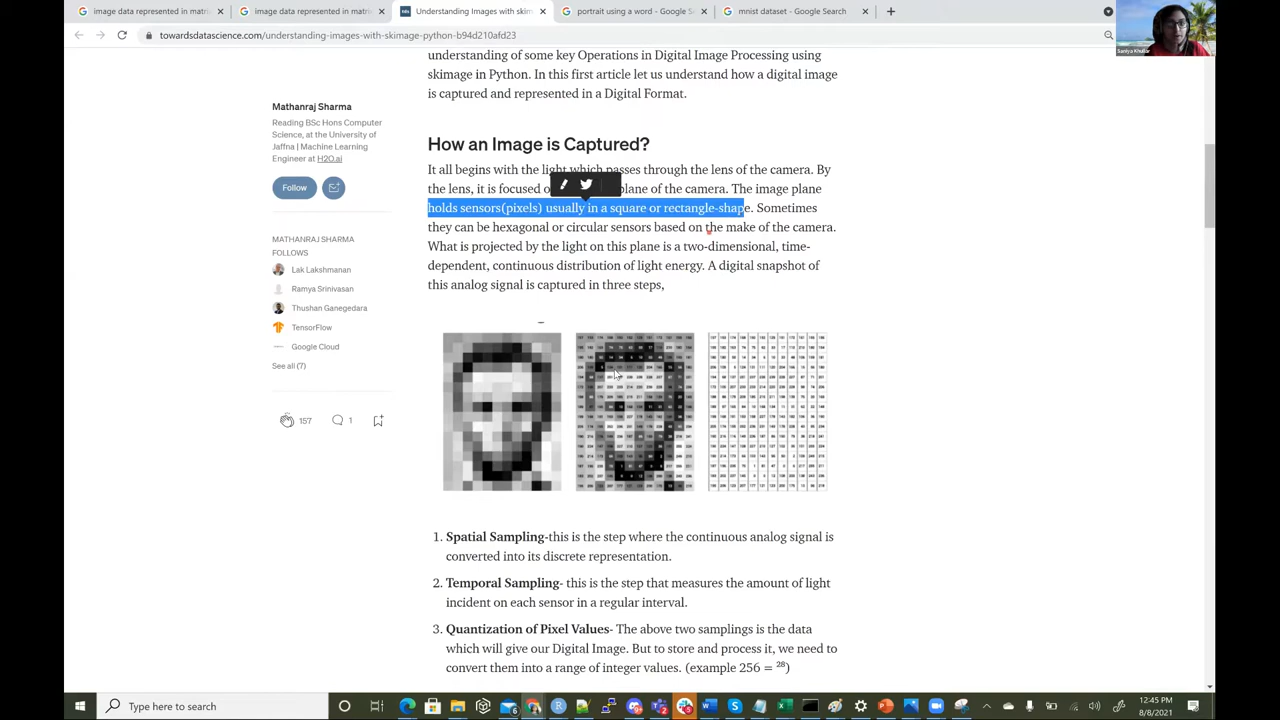 image data represented in matri
image data represented in matri
Understanding Images with skim
portrait using a word - Google Se
mnist dataset - Google Search
towardsdatascience.com/understanding-images-with-skimage-python-b94d210afd23
Saniya Khullar
understanding of some key Operations in Digital Image Processing using
skimage in Python. In this first article let us understand how a digital image
is captured and represented in a Digital Format.
Mathanraj Sharma
Reading BSc Hons Computer
Science, at the University of
Jaffna | Machine Learning
Engineer at H2O.ai
Follow
MATHANRAJ SHARMA
FOLLOWS
Lak Lakshmanan
Ramya Srinivasan
Thushan Ganegedara
TensorFlow
Google Cloud
See all (7)
157
1
How an Image is Captured?
It all begins with the light which passes through the lens of the camera. By
the lens, it is focused o plane of the camera. The image plane
holds sensors(pixels) usually in a square or rectangle-shape. Sometimes
they can be hexagonal or circular sensors based on the make of the camera.
What is projected by the light on this plane is a two-dimensional, time-
dependent, continuous distribution of light energy. A digital snapshot of
this analog signal is captured in three steps,
1. Spatial Sampling-this is the step where the continuous analog signal is
converted into its discrete representation.
2. Temporal Sampling- this is the step that measures the amount of light
incident on each sensor in a regular interval.
3. Quantization of Pixel Values- The above two samplings is the data
which will give our Digital Image. But to store and process it, we need to
convert them into a range of integer values. (example 256 = ²⁸)
Type here to search
12:45 PM
8/8/2021